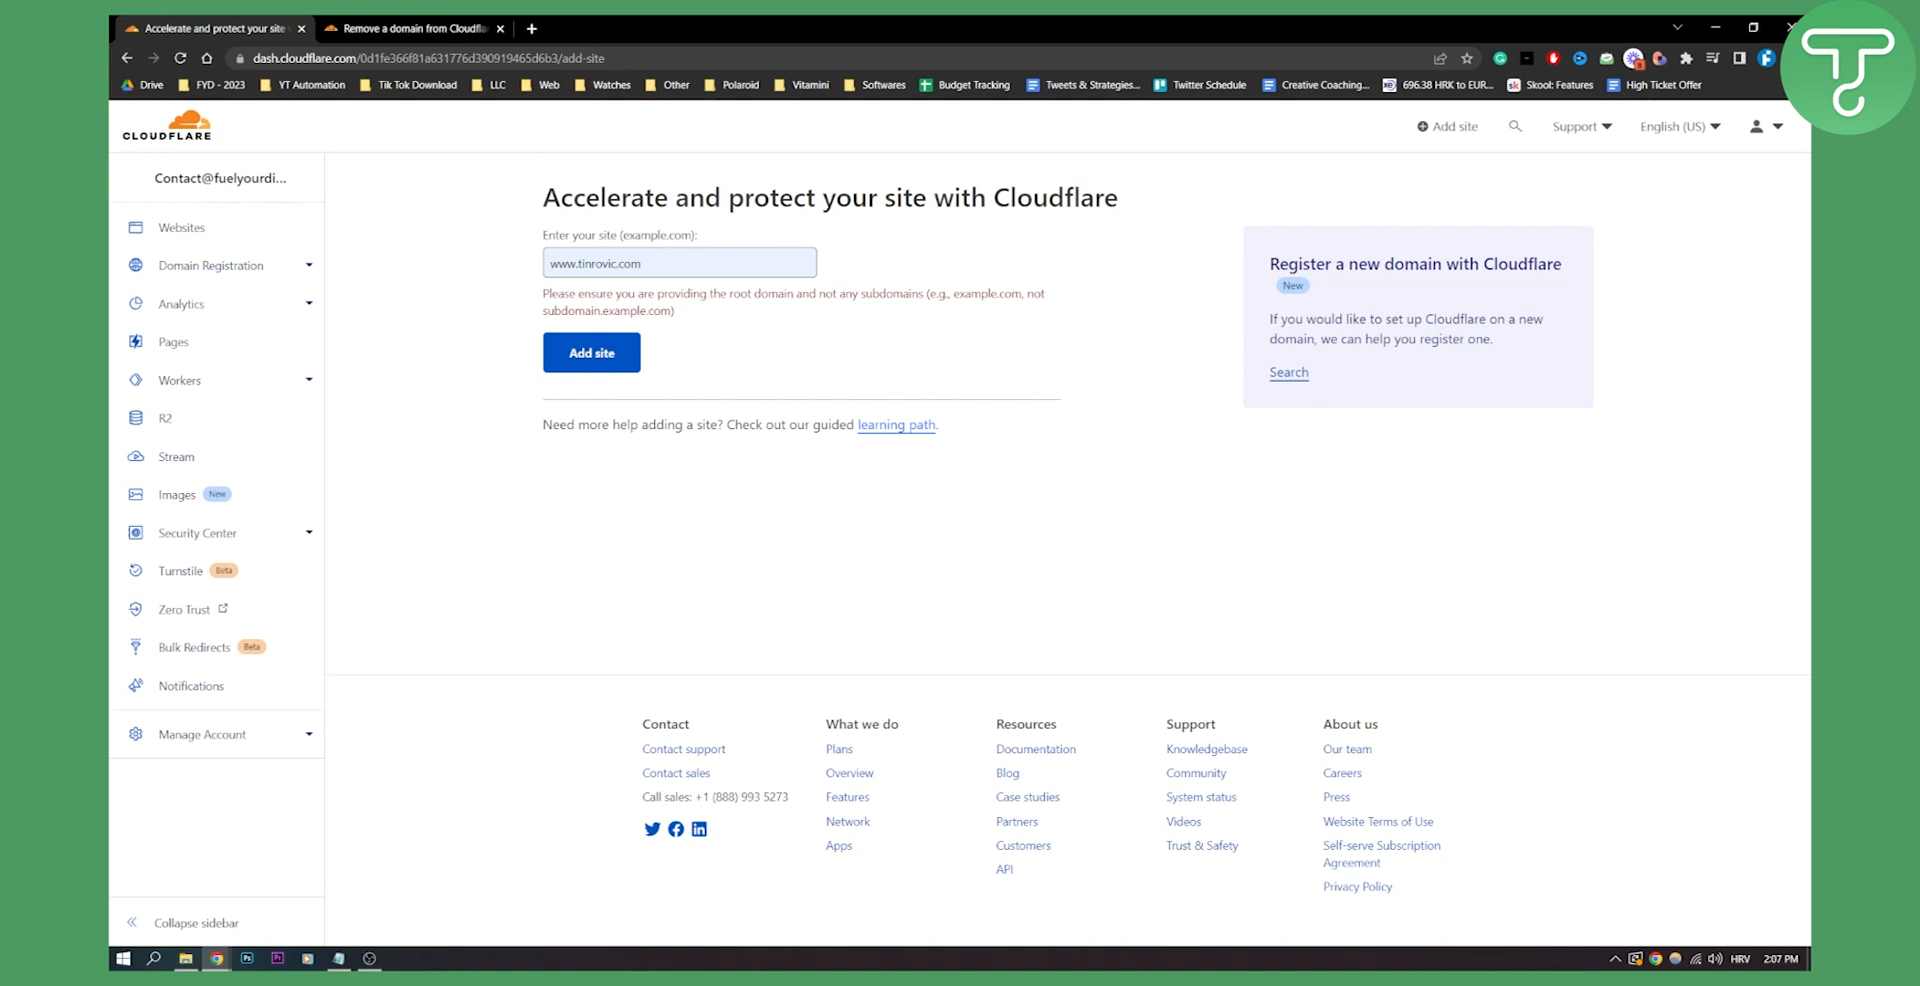 Accelerate and protect your site
Remove a domain from Cloudfla
dash.cloudflare.com/0d1fe366f81a631776d390919465d6b3/add-site
Drive
FYD - 2023
YT Automation
Tik Tok Download
LLC
Web
Watches
Other
Polaroid
Vitamini
Softwares
Budget Tracking
Tweets & Strategies...
Twitter Schedule
Creative Coaching...
696.38 HRK to EUR...
Skool: Features
High Ticket Offer
CLOUDFLARE
Add site
Support
English (US)
Contact@fuelyourdi...
Websites
Domain Registration
Analytics
Pages
Workers
R2
Stream
Images New
Security Center
Turnstile Beta
Zero Trust
Bulk Redirects Beta
Notifications
Manage Account
Collapse sidebar
Accelerate and protect your site with Cloudflare
Enter your site (example.com):
www.tinrovic.com
Please ensure you are providing the root domain and not any subdomains (e.g., example.com, not
subdomain.example.com)
Add site
Need more help adding a site? Check out our guided learning path.
Register a new domain with Cloudflare
New
If you would like to set up Cloudflare on a new
domain, we can help you register one.
Search
Contact
Contact support
Contact sales
Call sales: +1 (888) 993 5273
What we do
Plans
Overview
Features
Network
Apps
Resources
Documentation
Blog
Case studies
Partners
Customers
API
Support
Knowledgebase
Community
System status
Videos
Trust & Safety
About us
Our team
Careers
Press
Website Terms of Use
Self-serve Subscription
Agreement
Privacy Policy
HRV
2:07 PM